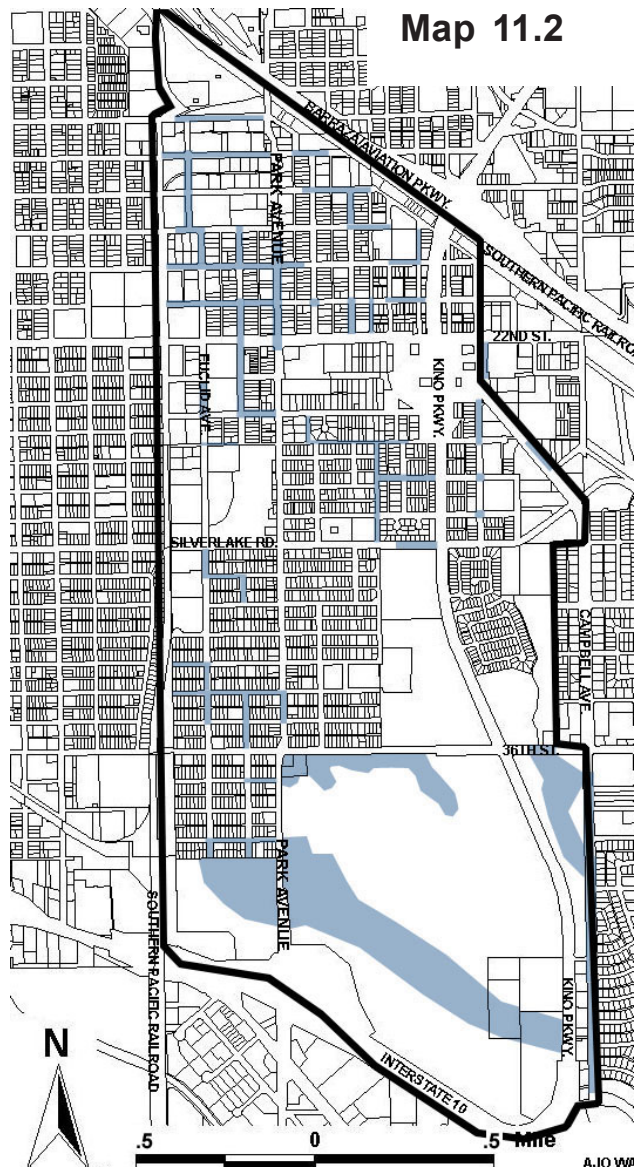 Map 11.2
BARRAZA AVIATION PKWY.
PARK AVENUE
SOUTHERN PACIFIC RAILRO
22ND ST.
EUCLID AVE
KINO PKWY.
SILVERLAKE RD.
CAMPBELL AVE.
36TH ST.
PARK AVENUE
SOUTHERN PACIFIC RAILROAD
KINO PKWY.
INTERSTATE 10
N
.5 0 .5 Mile
AJO WA